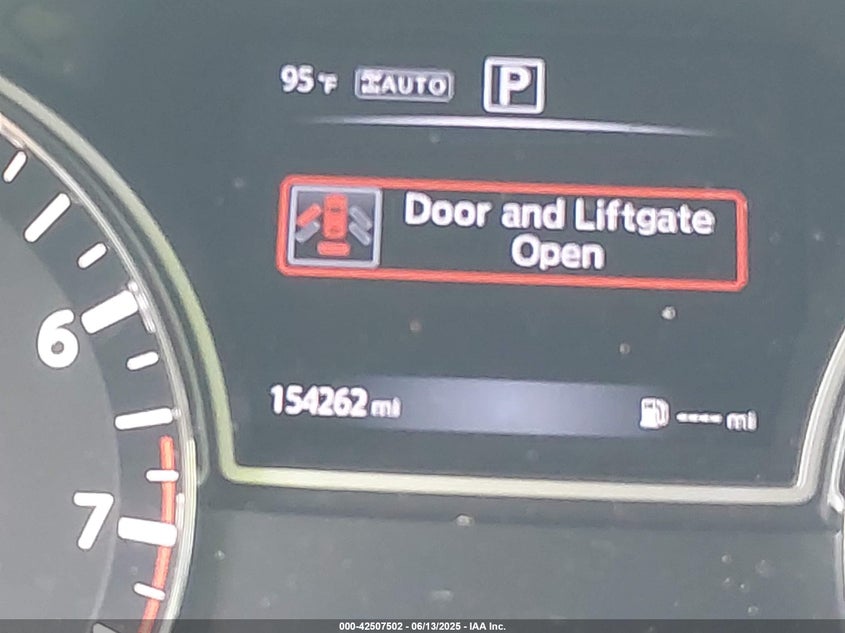 95°F AUTO P
Door and Liftgate
Open
6
154262 mi ---- mi
7
000-42507502 - 06/13/2025 - IAA Inc.